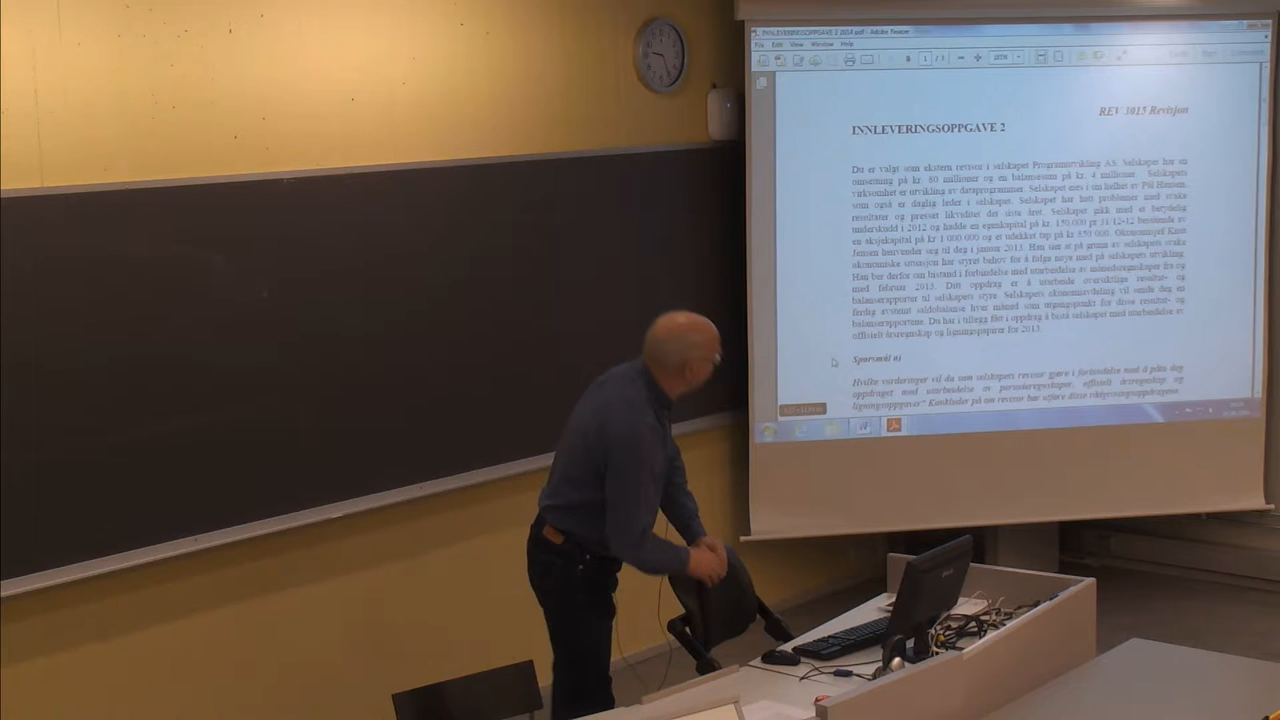 INNLEVERINGSOPPGAVE 2 2014.pdf - Adobe Reader
File Edit View Window Help
1 / 3
REV 3015 Revisjon
INNLEVERINGSOPPGAVE 2
Du er valgt som ekstern revisor i selskapet Programutvikling AS. Selskapet har en
omsetning på kr. 80 millioner og en balansesum på kr. 4 millioner. Selskapets
virksomhet er utvikling av dataprogrammer. Selskapet eies i sin helhet av Pål Hansen,
som også er daglig leder i selskapet. Selskapet har hatt problemer med svake
resultater og presset likviditet det siste året. Selskapet gikk med et betydelig
underskudd i 2012 og hadde en egenkapital på kr. 150.000 pr 31/12-12 bestående av
en aksjekapital på kr 1 000 000 og et udekket tap på kr 850 000. Økonomisjef Knut
Jensen henvender seg til deg i januar 2013. Han sier at på grunn av selskapets svake
økonomiske situasjon har styret behov for å følge nøye med på selskapets utvikling.
Han ber derfor om bistand i forbindelse med utarbeidelse av månedsregnskaper fra og
med februar 2013. Ditt oppdrag er å utarbeide oversiktlige resultat- og
balanserapporter til selskapets styre. Selskapets økonomiavdeling vil sende deg en
ferdig avstemt saldobalanse hver måned som utgangspunkt for disse resultat- og
balanserapportene. Du har i tillegg fått i oppdrag å bistå selskapet med utarbeidelse av
offisielt årsregnskap og ligningspapirer for 2013.
Spørsmål a)
Hvilke vurderinger vil du som selskapets revisor gjøre i forbindelse med å påta deg
oppdraget med utarbeidelse av perioderegnskaper, offisielt årsregnskap og
ligningsoppgaver? Konkluder på om revisor bør utføre disse rådgivningsoppdragene.